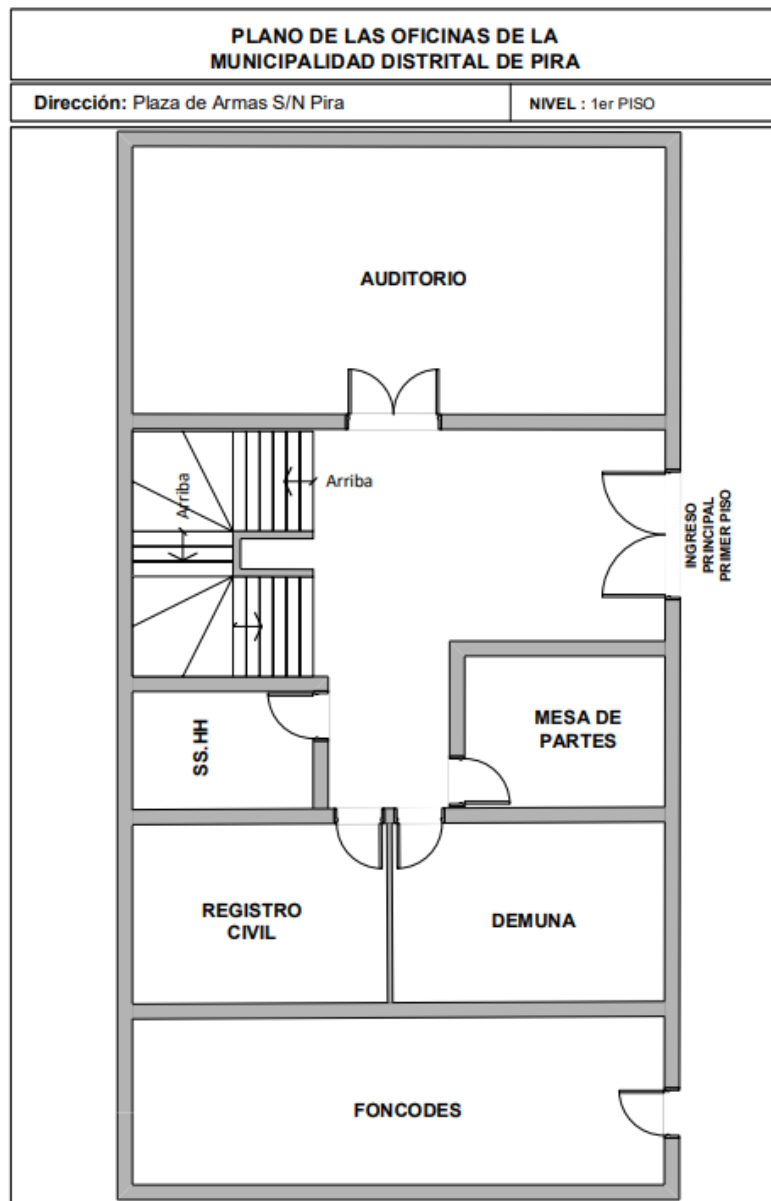 PLANO DE LAS OFICINAS DE LA
MUNICIPALIDAD DISTRITAL DE PIRA
Dirección: Plaza de Armas S/N Pira
NIVEL : 1er PISO
AUDITORIO
Arriba
Arriba
INGRESO
PRINCIPAL
PRIMER PISO
MESA DE
PARTES
SS.HH
REGISTRO
CIVIL
DEMUNA
FONCODES